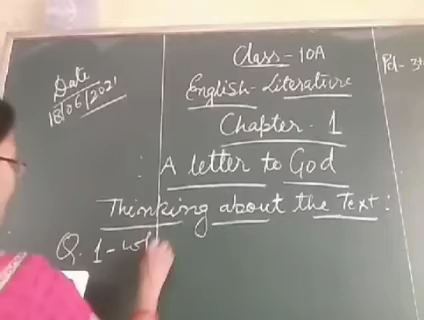 Class - 10A
Pd - 3
Date
18/06/2021
English - Literature
Chapter - 1
: A letter to God
Thinking about the Text :
Q. 1 - wh